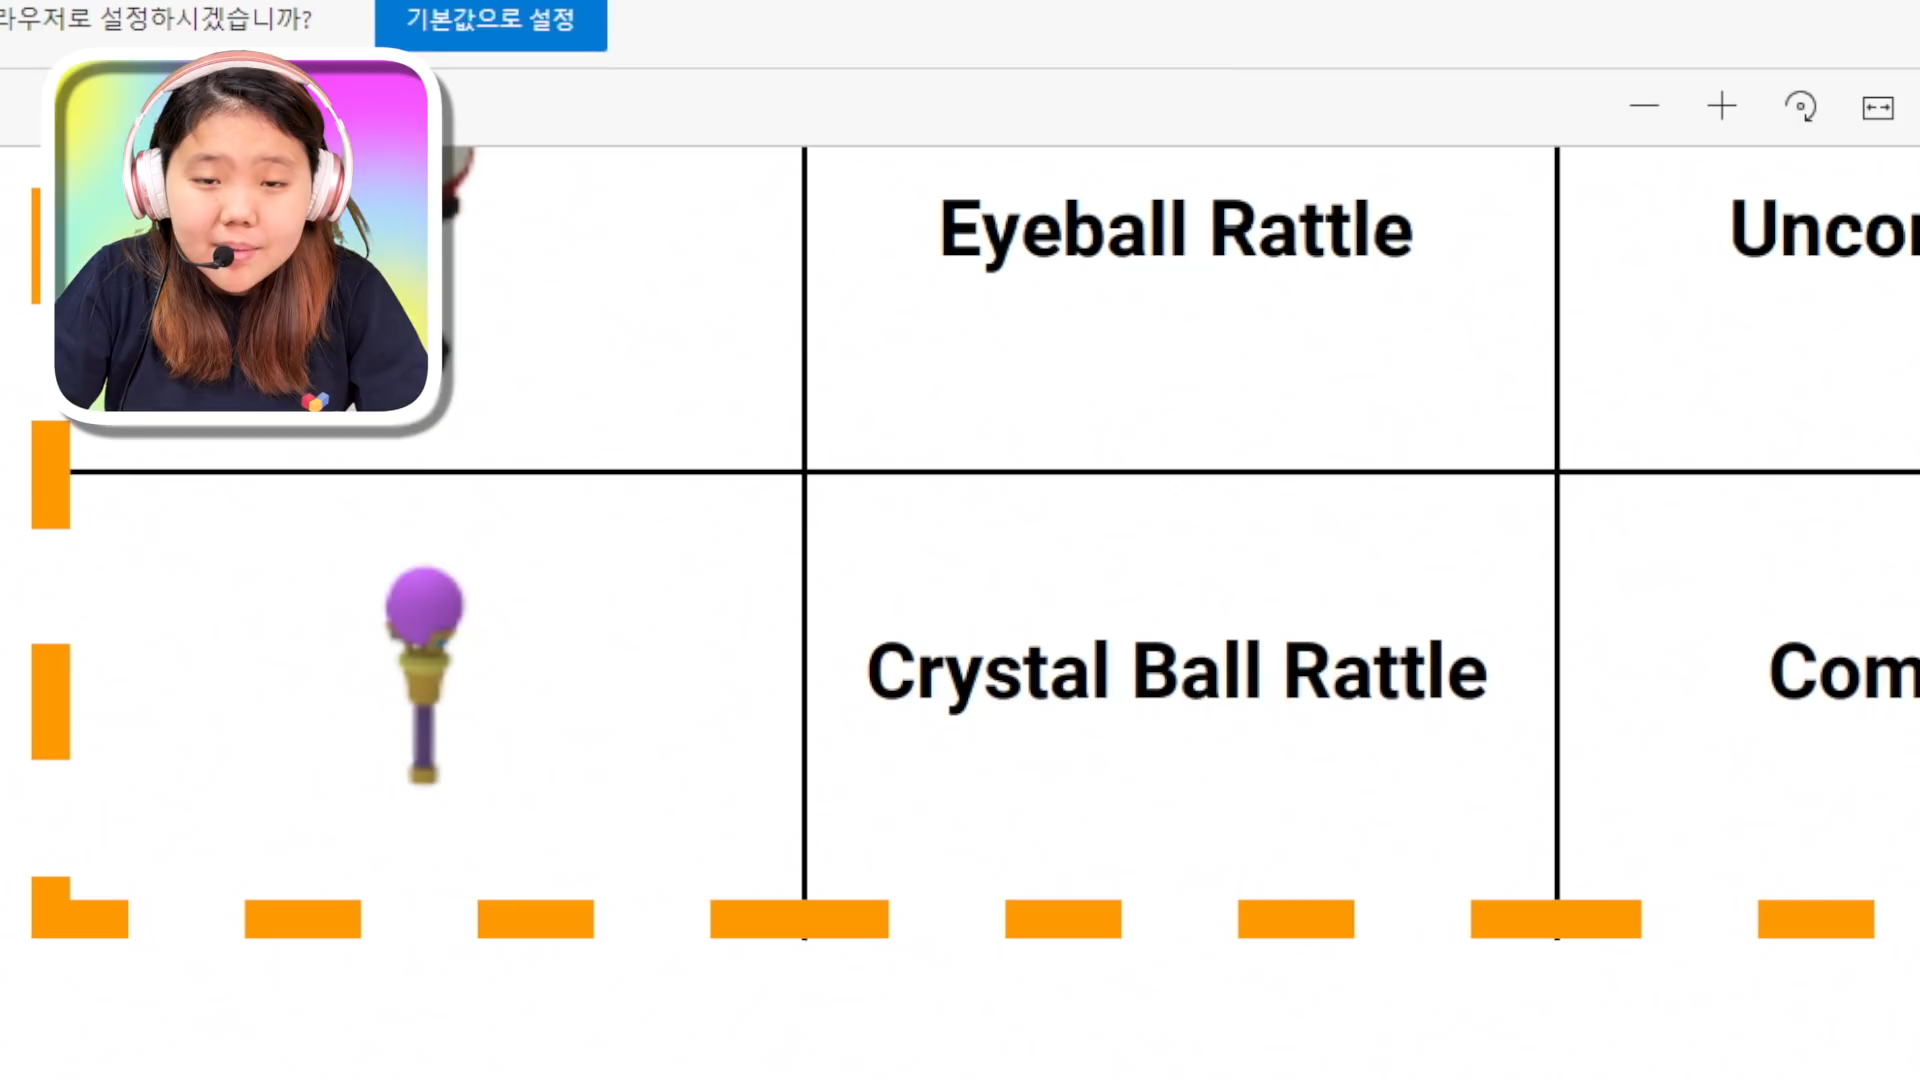 라우저로 설정하시겠습니까?
기본값으로 설정
Eyeball Rattle
Uncor
Crystal Ball Rattle
Com